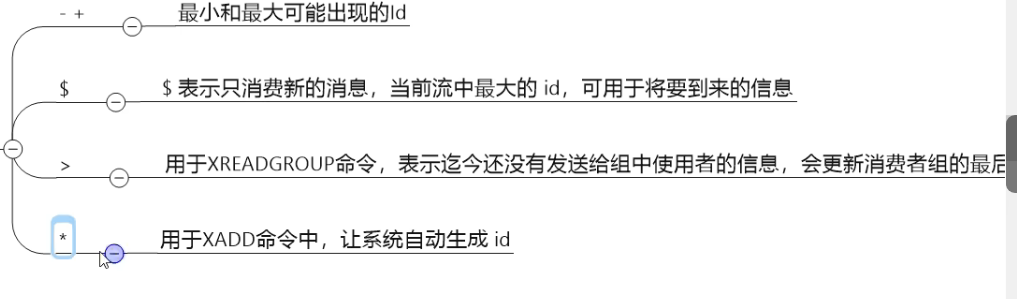 - + 最小和最大可能出现的Id
$ $ 表示只消费新的消息，当前流中最大的 id，可用于将要到来的信息
> 用于XREADGROUP命令，表示迄今还没有发送给组中使用者的信息，会更新消费者组的最后
* 用于XADD命令中，让系统自动生成 id